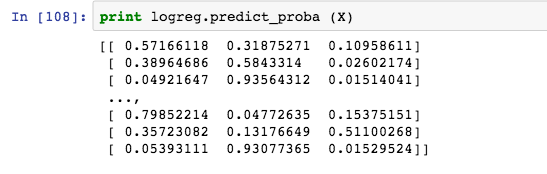 In [108]: print logreg.predict_proba (X)
[[ 0.57166118 0.31875271 0.10958611]
[ 0.38964686 0.5843314 0.02602174]
[ 0.04921647 0.93564312 0.01514041]
...,
[ 0.79852214 0.04772635 0.15375151]
[ 0.35723082 0.13176649 0.51100268]
[ 0.05393111 0.93077365 0.01529524]]